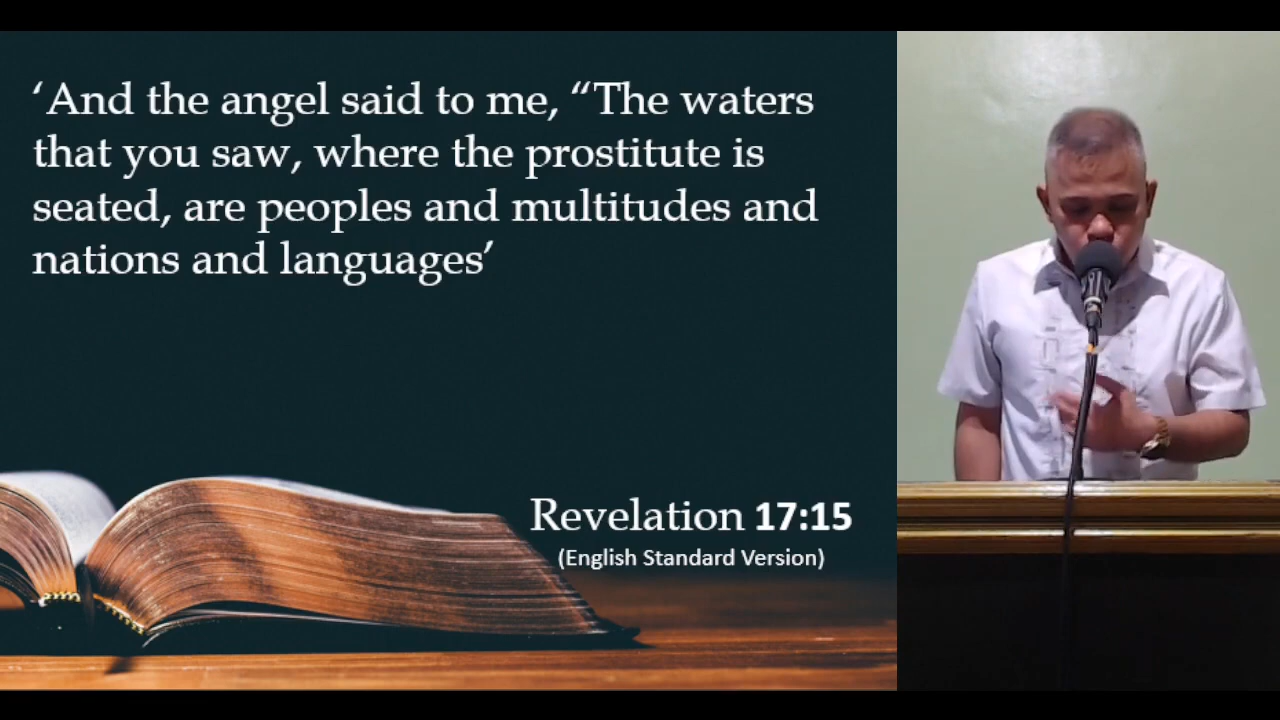 ‘And the angel said to me, “The waters
that you saw, where the prostitute is
seated, are peoples and multitudes and
nations and languages’
Revelation 17:15
(English Standard Version)